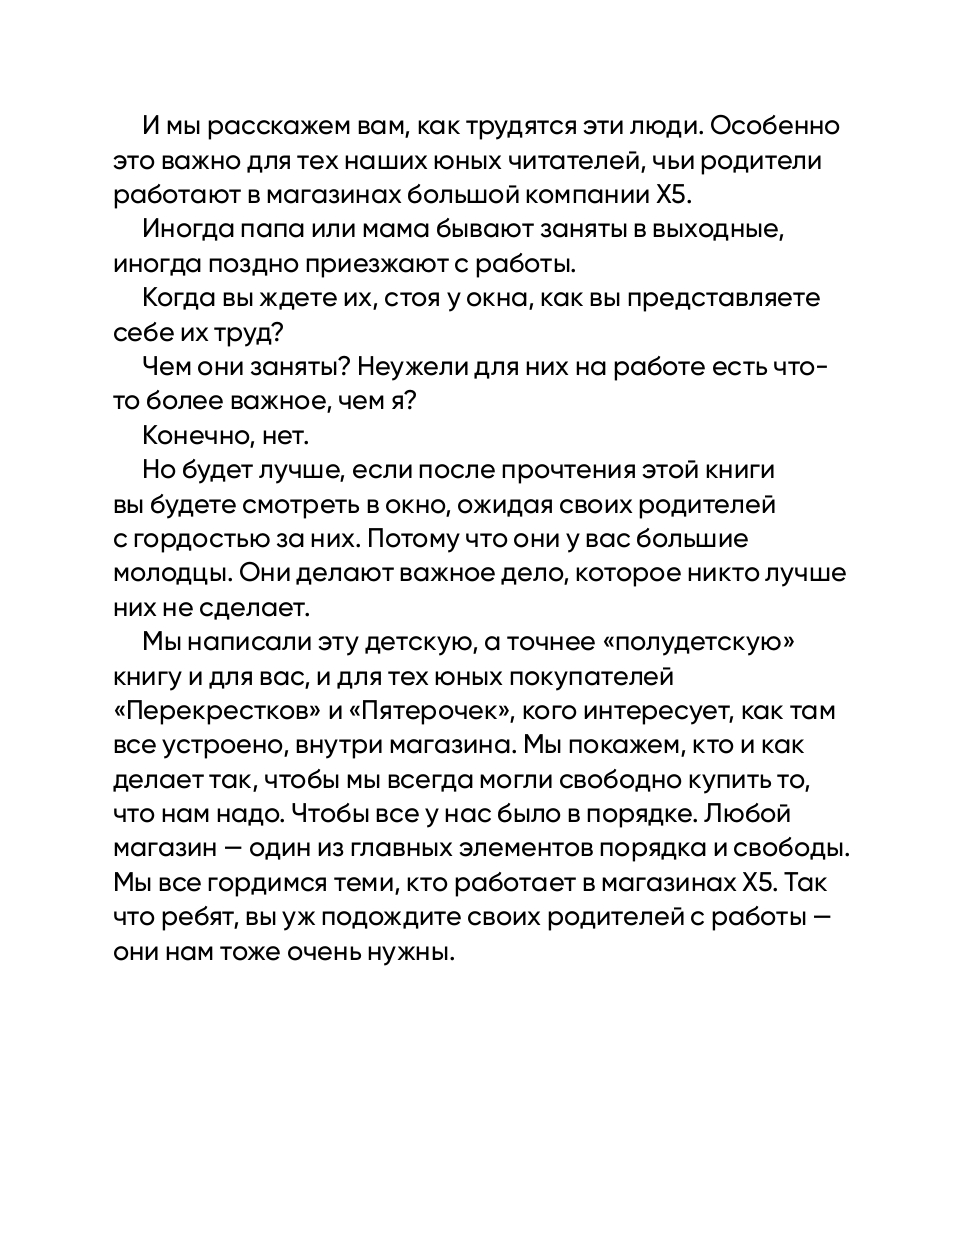 И мы расскажем вам, как трудятся эти люди. Особенно
это важно для тех наших юных читателей, чьи родители
работают в магазинах большой компании X5.
Иногда папа или мама бывают заняты в выходные,
иногда поздно приезжают с работы.
Когда вы ждете их, стоя у окна, как вы представляете
себе их труд?
Чем они заняты? Неужели для них на работе есть что-
то более важное, чем я?
Конечно, нет.
Но будет лучше, если после прочтения этой книги
вы будете смотреть в окно, ожидая своих родителей
с гордостью за них. Потому что они у вас большие
молодцы. Они делают важное дело, которое никто лучше
них не сделает.
Мы написали эту детскую, а точнее «полудетскую»
книгу и для вас, и для тех юных покупателей
«Перекрестков» и «Пятерочек», кого интересует, как там
все устроено, внутри магазина. Мы покажем, кто и как
делает так, чтобы мы всегда могли свободно купить то,
что нам надо. Чтобы все у нас было в порядке. Любой
магазин — один из главных элементов порядка и свободы.
Мы все гордимся теми, кто работает в магазинах X5. Так
что ребят, вы уж подождите своих родителей с работы —
они нам тоже очень нужны.